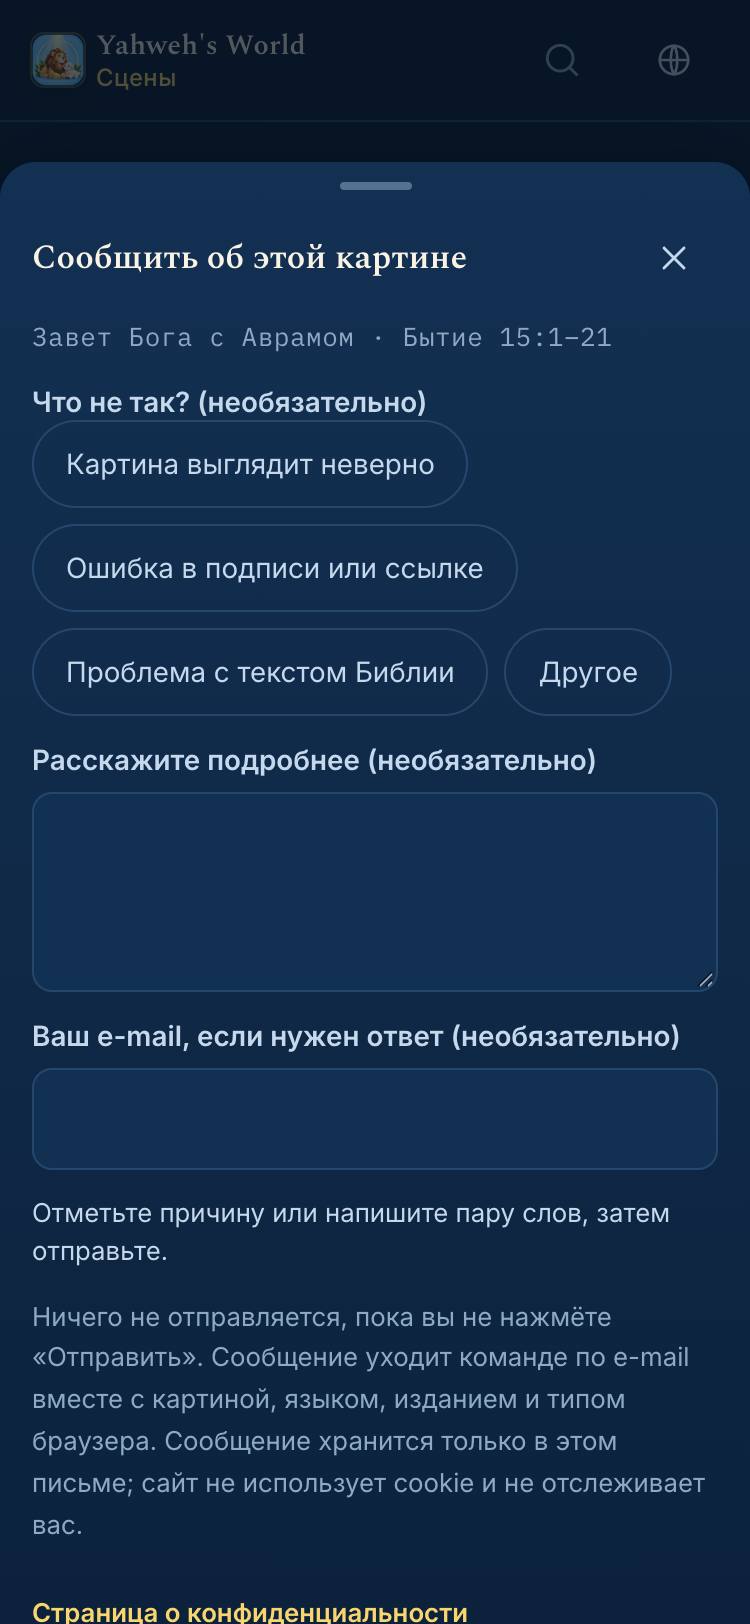 Yahweh's World
Сцены
Сообщить об этой картине
Завет Бога с Аврамом · Бытие 15:1–21
Что не так? (необязательно)
Картина выглядит неверно
Ошибка в подписи или ссылке
Проблема с текстом Библии
Другое
Расскажите подробнее (необязательно)
Ваш e-mail, если нужен ответ (необязательно)
Отметьте причину или напишите пару слов, затем
отправьте.
Ничего не отправляется, пока вы не нажмёте
«Отправить». Сообщение уходит команде по e-mail
вместе с картиной, языком, изданием и типом
браузера. Сообщение хранится только в этом
письме; сайт не использует cookie и не отслеживает
вас.
Страница о конфиденциальности